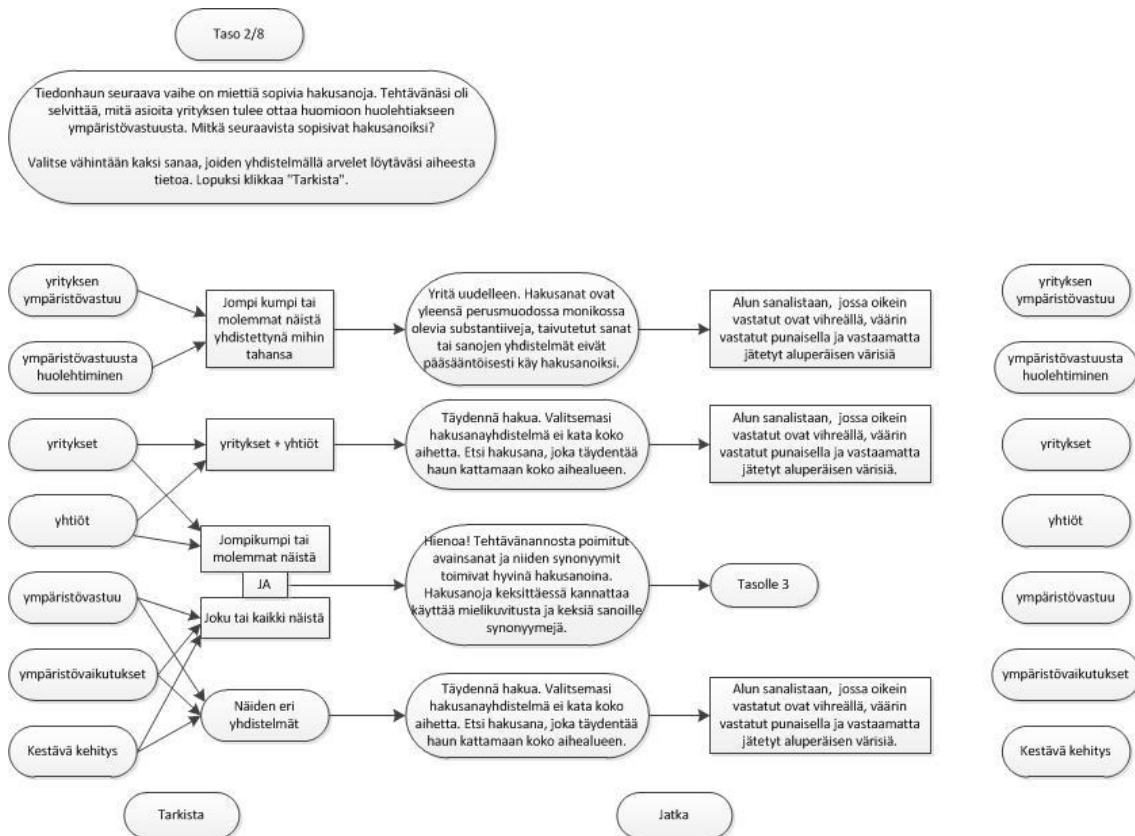 Taso 2/8
Tiedonhaun seuraava vaihe on miettiä sopivia hakusanoja. Tehtävänäsi oli
selvittää, mitä asioita yrityksen tulee ottaa huomioon huolehtiakseen
ympäristövastuusta. Mitkä seuraavista sopisivat hakusanoiksi?
Valitse vähintään kaksi sanaa, joiden yhdistelmällä arvelet löytäväsi aiheesta
tietoa. Lopuksi klikkaa "Tarkista".
yrityksen
ympäristövastuu
ympäristövastuusta
huolehtiminen
yritykset
yhtiöt
ympäristövastuu
ympäristövaikutukset
Kestävä kehitys
Tarkista
Jompi kumpi tai
molemmat näistä
yhdistettynä mihin
tahansa
yritykset + yhtiöt
Jompikumpi tai
molemmat näistä
JA
Joku tai kaikki näistä
Näiden eri
yhdistelmät
Yritä uudelleen. Hakusanat ovat
yleensä perusmuodossa monikossa
olevia substantiiveja, taivutetut sanat
tai sanojen yhdistelmät eivät
pääsääntöisesti käy hakusanoiksi.
Täydennä hakua. Valitsemasi
hakusanayhdistelmä ei kata koko
aihetta. Etsi hakusana, joka täydentää
haun kattamaan koko aihealueen.
Hienoa! Tehtävänannosta poimitut
avainsanat ja niiden synonyymit
toimivat hyvinä hakusanoina.
Hakusanoja keksittäessä kannattaa
käyttää mielikuvitusta ja keksiä sanoille
synonyymejä.
Täydennä hakua. Valitsemasi
hakusanayhdistelmä ei kata koko
aihetta. Etsi hakusana, joka täydentää
haun kattamaan koko aihealueen.
Jatka
Alun sanalistaan, jossa oikein
vastatut ovat vihreällä, väärin
vastatut punaisella ja vastaamatta
jätetyt aluperäisen värisiä
Alun sanalistaan, jossa oikein
vastatut ovat vihreällä, väärin
vastatut punaisella ja vastaamatta
jätetyt aluperäisen värisiä.
Tasolle 3
Alun sanalistaan, jossa oikein
vastatut ovat vihreällä, väärin
vastatut punaisella ja vastaamatta
jätetyt aluperäisen värisiä.
yrityksen
ympäristövastuu
ympäristövastuusta
huolehtiminen
yritykset
yhtiöt
ympäristövastuu
ympäristövaikutukset
Kestävä kehitys